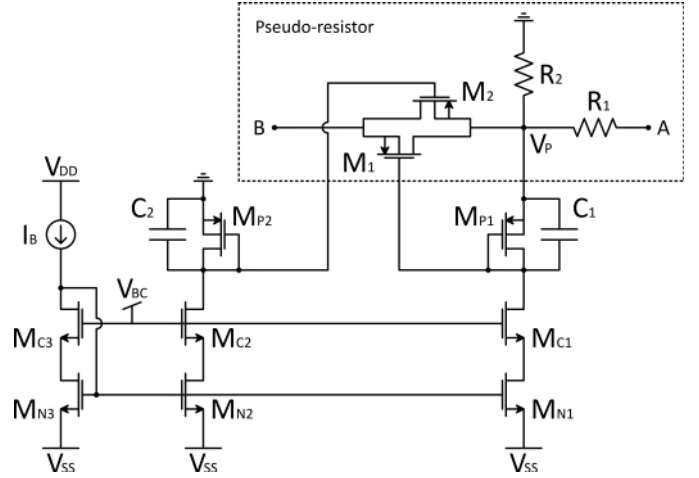 Pseudo-resistor
R2
M2
R1
B
VP
A
M1
VDD
C2
MP2
MP1
C1
IB
VBC
MC3
MC2
MC1
MN3
MN2
MN1
VSS
VSS
VSS